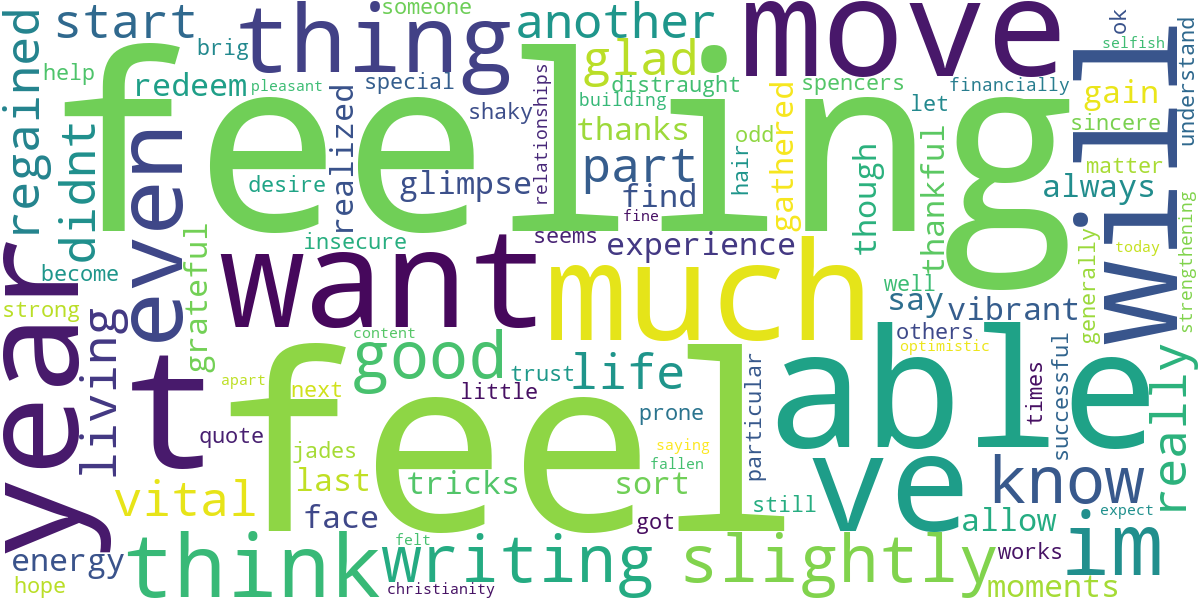 feeling
feel
year
want
much
able
will
move
thing
even
t
ve
think
im
know
start
another
glad
someone
brig
help
redeem
pleasant
special
shaky
distraught
building
spencers
financially
ok
selfish
understand
let
gain
sincere
matter
always
regained
didnt
realized
desire
glimpse
relationships
thanks
part
find
fine
hair
odd
gathered
though
thankful
insecure
seems
experience
well
say
vibrant
generally
today
strengthening
become
grateful
strong
living
content
good
trust
life
little
others
optimistic
apart
next
quote
jades
prone
saying
particular
times
successful
really
vital
last
tricks
sort
fallen
still
face
got
allow
expect
energy
hope
felt
writing
christianity
slightly
works
moments